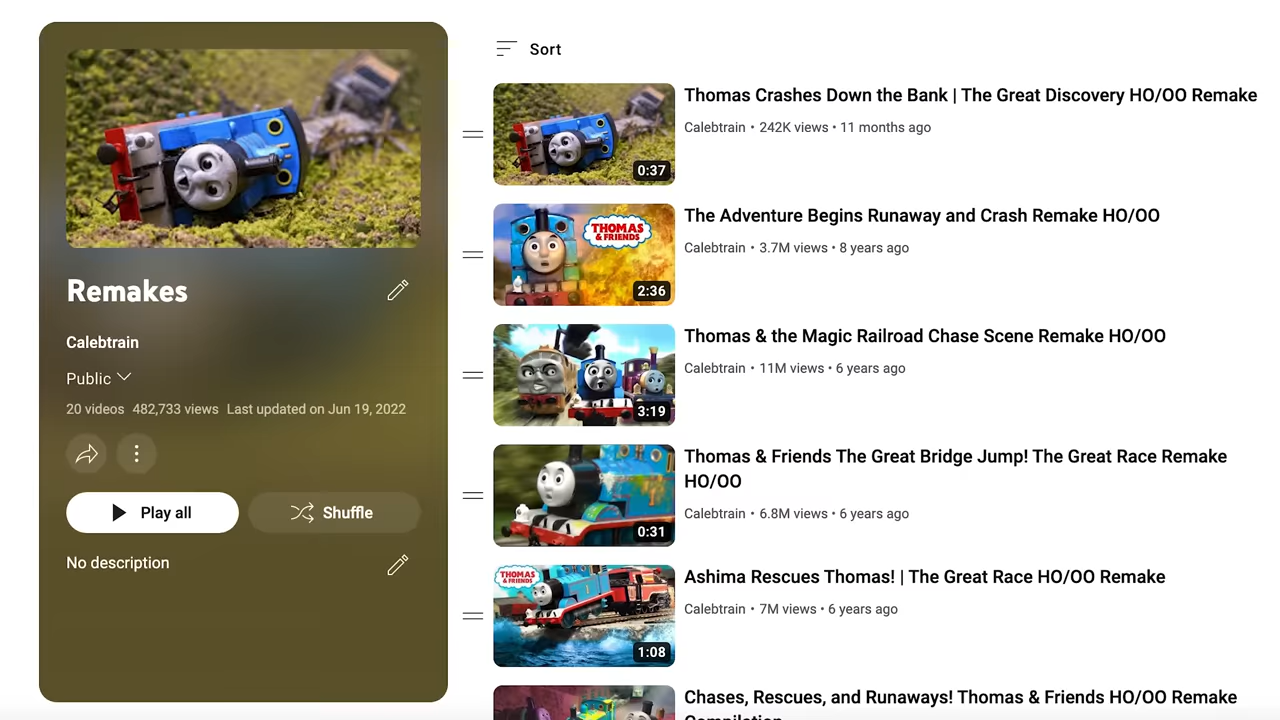 Remakes
Calebtrain
Public
20 videos 482,733 views Last updated on Jun 19, 2022
Play all
Shuffle
No description
Sort
0:37
Thomas Crashes Down the Bank | The Great Discovery HO/OO Remake
Calebtrain • 242K views • 11 months ago
THOMAS
& FRIENDS
2:36
The Adventure Begins Runaway and Crash Remake HO/OO
Calebtrain • 3.7M views • 8 years ago
3:19
Thomas & the Magic Railroad Chase Scene Remake HO/OO
Calebtrain • 11M views • 6 years ago
0:31
Thomas & Friends The Great Bridge Jump! The Great Race Remake
HO/OO
Calebtrain • 6.8M views • 6 years ago
THOMAS
& FRIENDS
1:08
Ashima Rescues Thomas! | The Great Race HO/OO Remake
Calebtrain • 7M views • 6 years ago
Chases, Rescues, and Runaways! Thomas & Friends HO/OO Remake
Compilation